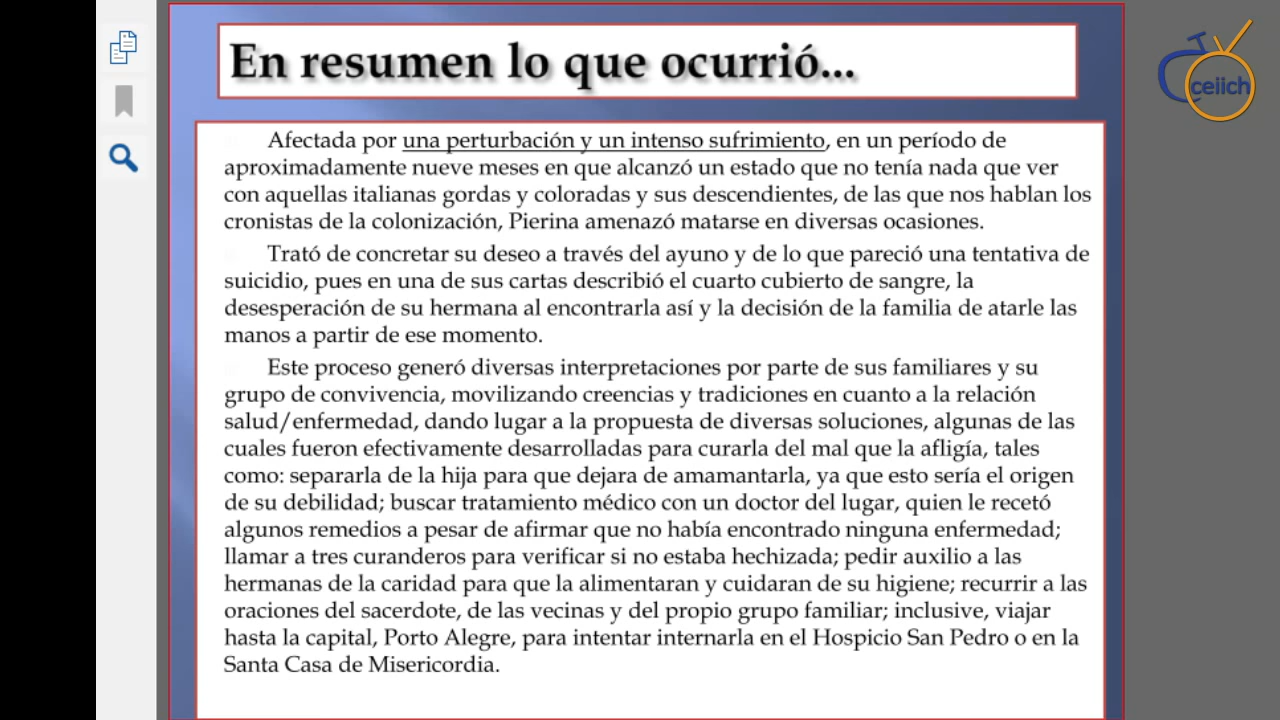 En resumen lo que ocurrió...
Afectada por una perturbación y un intenso sufrimiento, en un período de
aproximadamente nueve meses en que alcanzó un estado que no tenía nada que ver
con aquellas italianas gordas y coloradas y sus descendientes, de las que nos hablan los
cronistas de la colonización, Pierina amenazó matarse en diversas ocasiones.
Trató de concretar su deseo a través del ayuno y de lo que pareció una tentativa de
suicidio, pues en una de sus cartas describió el cuarto cubierto de sangre, la
desesperación de su hermana al encontrarla así y la decisión de la familia de atarle las
manos a partir de ese momento.
Este proceso generó diversas interpretaciones por parte de sus familiares y su
grupo de convivencia, movilizando creencias y tradiciones en cuanto a la relación
salud/enfermedad, dando lugar a la propuesta de diversas soluciones, algunas de las
cuales fueron efectivamente desarrolladas para curarla del mal que la afligía, tales
como: separarla de la hija para que dejara de amamantarla, ya que esto sería el origen
de su debilidad; buscar tratamiento médico con un doctor del lugar, quien le recetó
algunos remedios a pesar de afirmar que no había encontrado ninguna enfermedad;
llamar a tres curanderos para verificar si no estaba hechizada; pedir auxilio a las
hermanas de la caridad para que la alimentaran y cuidaran de su higiene; recurrir a las
oraciones del sacerdote, de las vecinas y del propio grupo familiar; inclusive, viajar
hasta la capital, Porto Alegre, para intentar internarla en el Hospicio San Pedro o en la
Santa Casa de Misericordia.
TV
ceiich